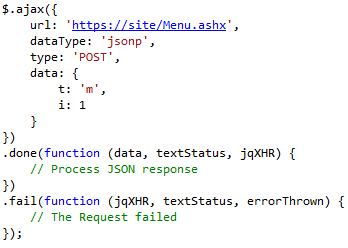 $.ajax({
    url: 'https://site/Menu.ashx',
    dataType: 'jsonp',
    type: 'POST',
    data: {
        t: 'm',
        i: 1
    }
})
.done(function (data, textStatus, jqXHR) {
    // Process JSON response
})
.fail(function (jqXHR, textStatus, errorThrown) {
    // The Request failed
});